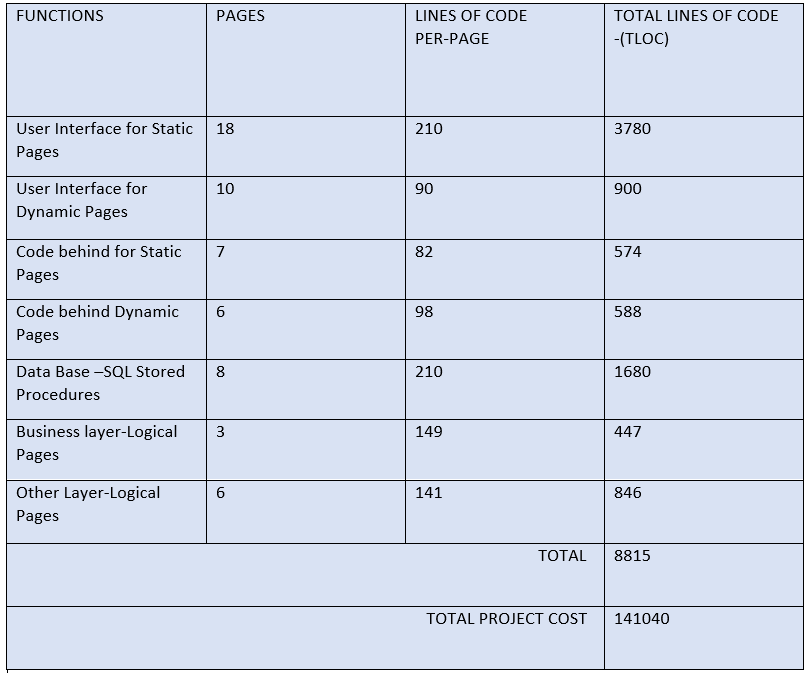 FUNCTIONS PAGES LINES OF CODE TOTAL LINES OF CODE
PER-PAGE -(TLOC)
User Interface for Static 18 210 3780
Pages
User Interface for 10 90 900
Dynamic Pages
Code behind for Static 7 82 574
Pages
Code behind Dynamic 6 98 588
Pages
Data Base –SQL Stored 8 210 1680
Procedures
Business layer-Logical 3 149 447
Pages
Other Layer-Logical 6 141 846
Pages
TOTAL 8815
TOTAL PROJECT COST 141040